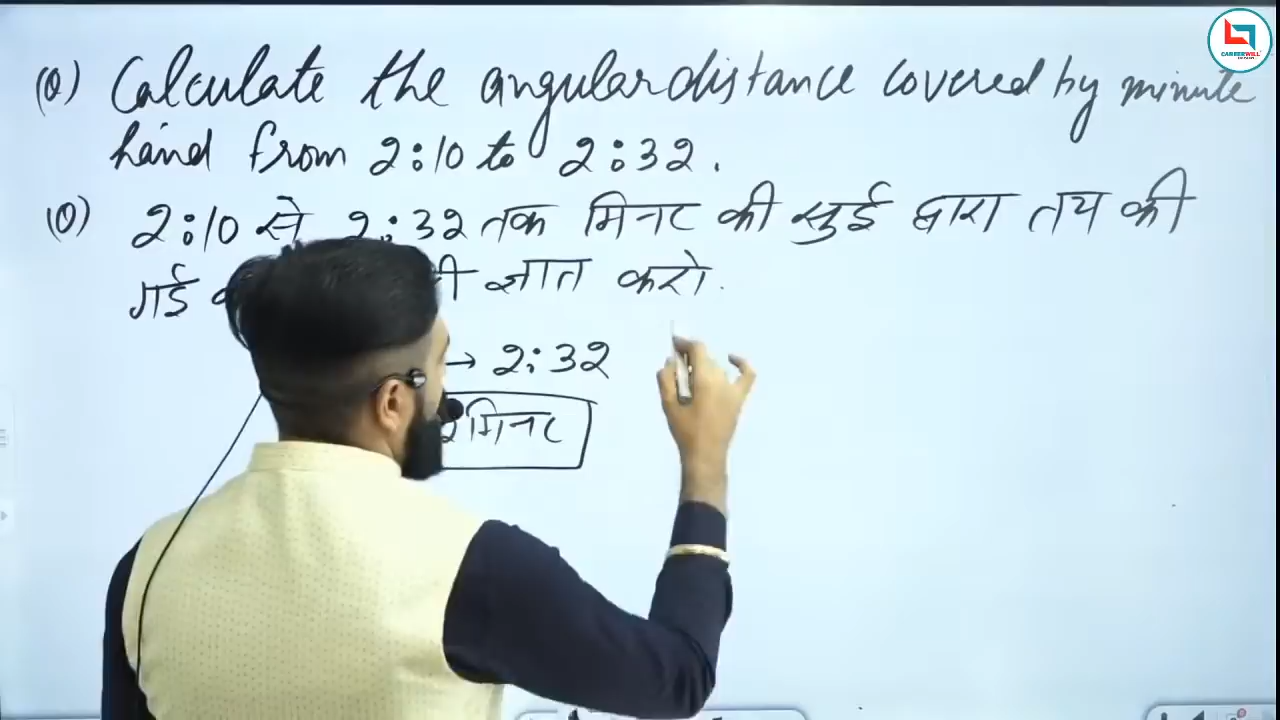 CAREERWILL
(Q) Calculate the angular distance covered by minute
hand from 2:10 to 2:32.
(Q) 2:10 से 2:32 तक मिनट की सुई द्वारा तय की
गई ज्ञात करो.
→ 2:32
मिनट